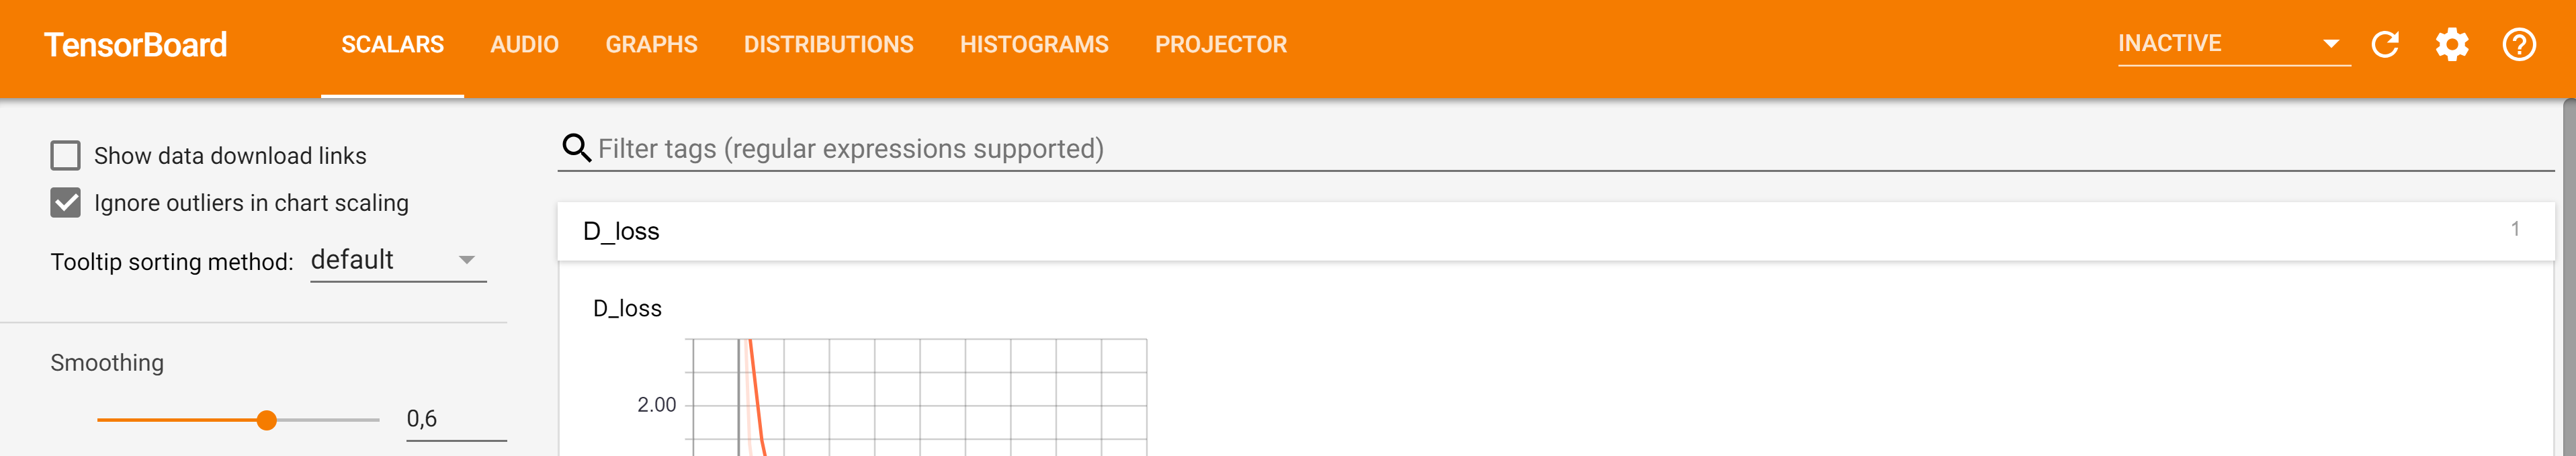 TensorBoard SCALARS AUDIO GRAPHS DISTRIBUTIONS HISTOGRAMS PROJECTOR INACTIVE
Show data download links
Ignore outliers in chart scaling
Tooltip sorting method: default
Smoothing
0,6
Filter tags (regular expressions supported)
D_loss 1
D_loss
2.00